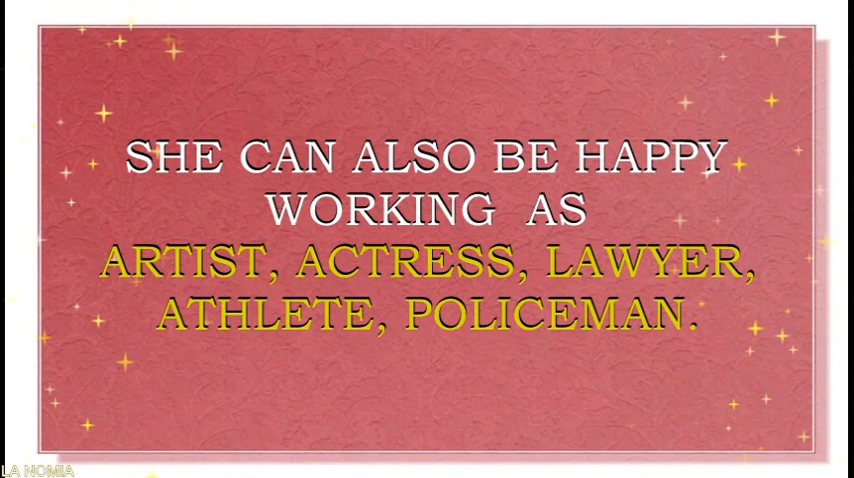 SHE CAN ALSO BE HAPPY
WORKING AS
ARTIST, ACTRESS, LAWYER,
ATHLETE, POLICEMAN.
LA NOMIA